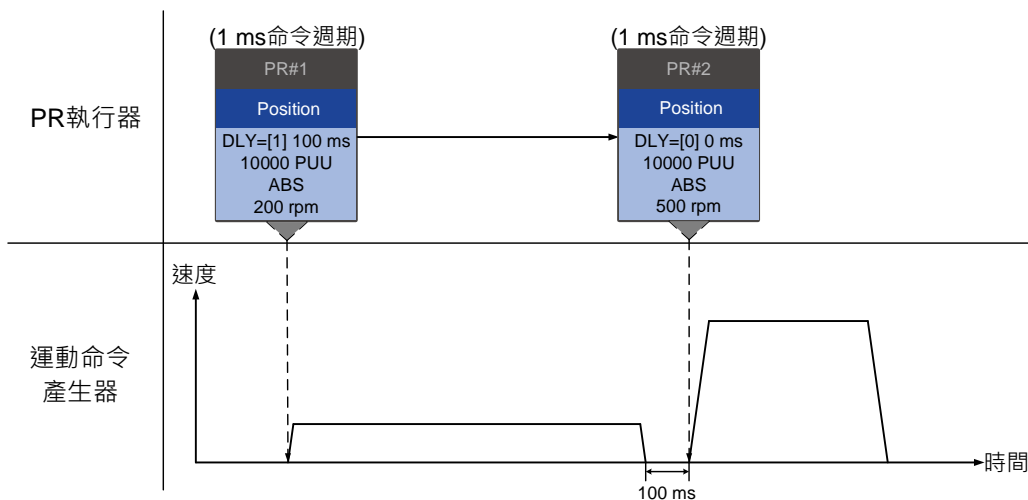 (1 ms命令週期)
(1 ms命令週期)
PR執行器
PR#1
Position
DLY=[1] 100 ms
10000 PUU
ABS
200 rpm
PR#2
Position
DLY=[0] 0 ms
10000 PUU
ABS
500 rpm
運動命令
產生器
速度
時間
100 ms